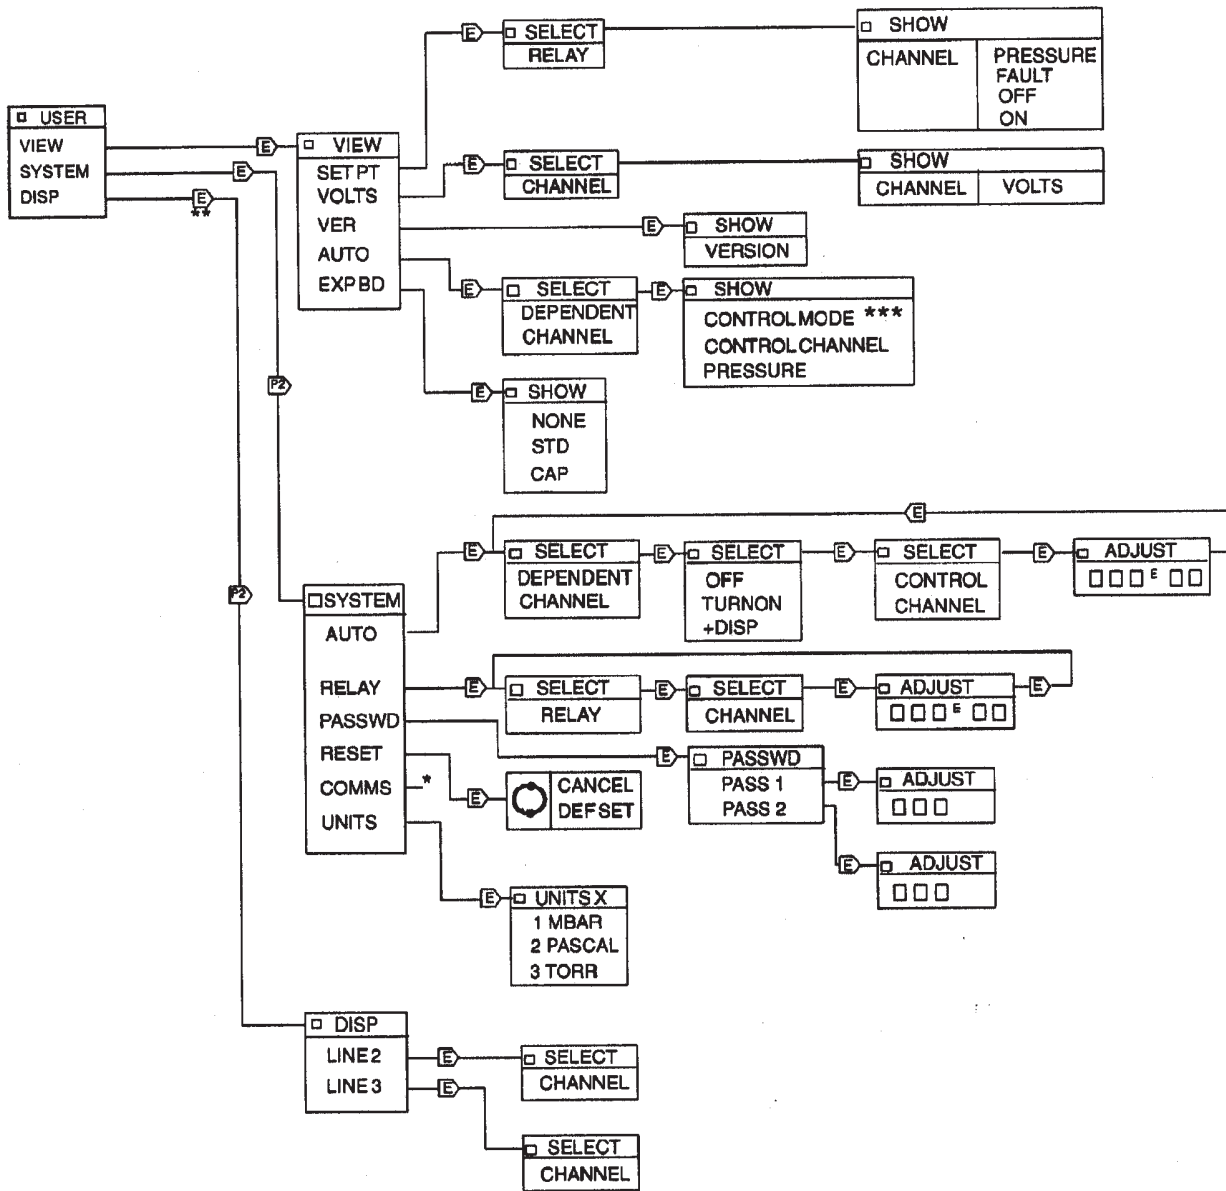 USER
VIEW
SYSTEM
DISP
E
E
E
**
P2
P2
VIEW
SET PT
VOLTS
VER
AUTO
EXP BD
E
SELECT
RELAY
SHOW
CHANNEL
PRESSURE
FAULT
OFF
ON
E
SELECT
CHANNEL
SHOW
CHANNEL
VOLTS
E
SHOW
VERSION
E
SELECT
DEPENDENT
CHANNEL
E
SHOW
CONTROL MODE ***
CONTROL CHANNEL
PRESSURE
E
SHOW
NONE
STD
CAP
SYSTEM
AUTO
RELAY
PASSWD
RESET
COMMS *
UNITS
E
E
SELECT
DEPENDENT
CHANNEL
E
SELECT
OFF
TURNON
+DISP
E
SELECT
CONTROL
CHANNEL
E
ADJUST
□□□ E □□
E
SELECT
RELAY
E
SELECT
CHANNEL
E
ADJUST
□□□ E □□
E
E
PASSWD
PASS 1
PASS 2
E
ADJUST
□□□
E
ADJUST
□□□
E
CANCEL
DEFSET
E
UNITS X
1 MBAR
2 PASCAL
3 TORR
DISP
LINE 2
LINE 3
E
SELECT
CHANNEL
E
SELECT
CHANNEL